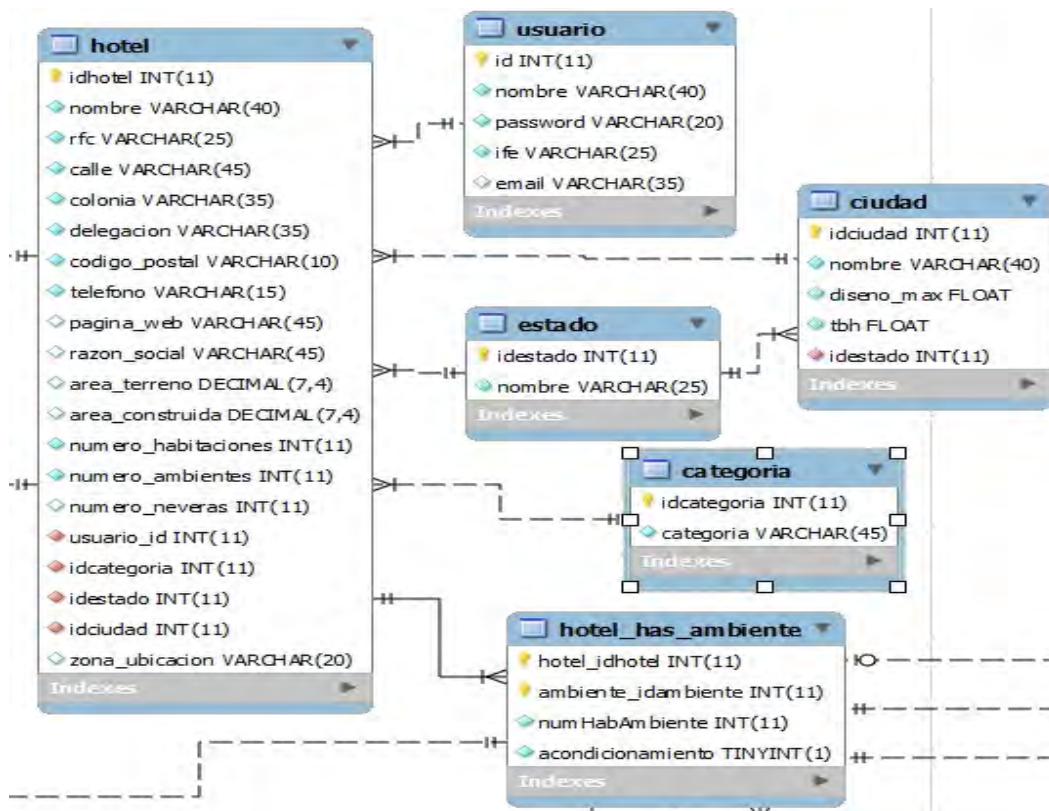 hotel
idhotel INT(11)
nombre VARCHAR(40)
rfc VARCHAR(25)
calle VARCHAR(45)
colonia VARCHAR(35)
delegacion VARCHAR(35)
codigo_postal VARCHAR(10)
telefono VARCHAR(15)
pagina_web VARCHAR(45)
razon_social VARCHAR(45)
area_terreno DECIMAL(7,4)
area_construida DECIMAL(7,4)
numero_habitaciones INT(11)
numero_ambientes INT(11)
numero_neveras INT(11)
usuario_id INT(11)
idcategoria INT(11)
idestado INT(11)
idciudad INT(11)
zona_ubicacion VARCHAR(20)
Indexes
usuario
id INT(11)
nombre VARCHAR(40)
password VARCHAR(20)
ife VARCHAR(25)
email VARCHAR(35)
Indexes
ciudad
idciudad INT(11)
nombre VARCHAR(40)
diseno_max FLOAT
tbh FLOAT
idestado INT(11)
Indexes
estado
idestado INT(11)
nombre VARCHAR(25)
Indexes
categoria
idcategoria INT(11)
categoria VARCHAR(45)
Indexes
hotel_has_ambiente
hotel_idhotel INT(11)
ambiente_idambiente INT(11)
numHabAmbiente INT(11)
acondicionamiento TINYINT(1)
Indexes